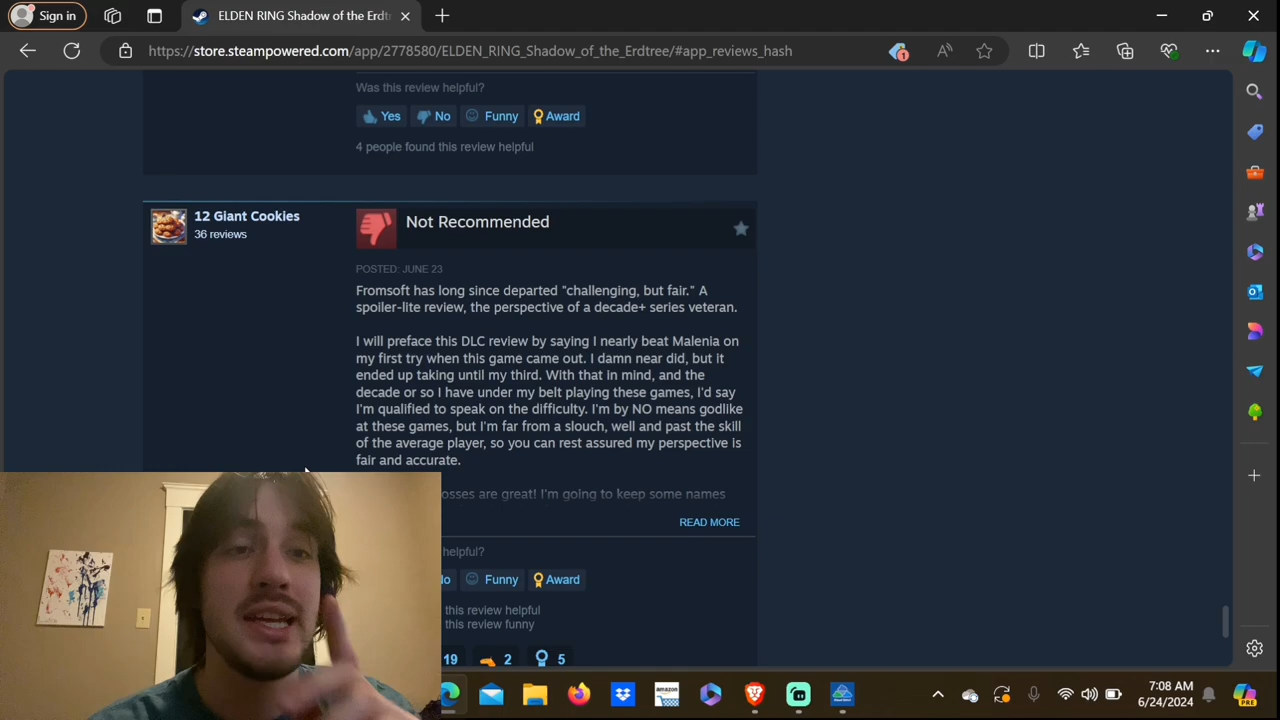 Sign in
ELDEN RING Shadow of the Erdtr
https://store.steampowered.com/app/2778580/ELDEN_RING_Shadow_of_the_Erdtree/#app_reviews_hash
1
Was this review helpful?
Yes
No
Funny
Award
4 people found this review helpful
12 Giant Cookies
36 reviews
Not Recommended
POSTED: JUNE 23
Fromsoft has long since departed "challenging, but fair." A
spoiler-lite review, the perspective of a decade+ series veteran.
I will preface this DLC review by saying I nearly beat Malenia on
my first try when this game came out. I damn near did, but it
ended up taking until my third. With that in mind, and the
decade or so I have under my belt playing these games, I'd say
I'm qualified to speak on the difficulty. I'm by NO means godlike
at these games, but I'm far from a slouch, well and past the skill
of the average player, so you can rest assured my perspective is
fair and accurate.
osses are great! I'm going to keep some names
READ MORE
helpful?
No
Funny
Award
this review helpful
this review funny
19
2
5
amazon
7:08 AM
6/24/2024
PRE